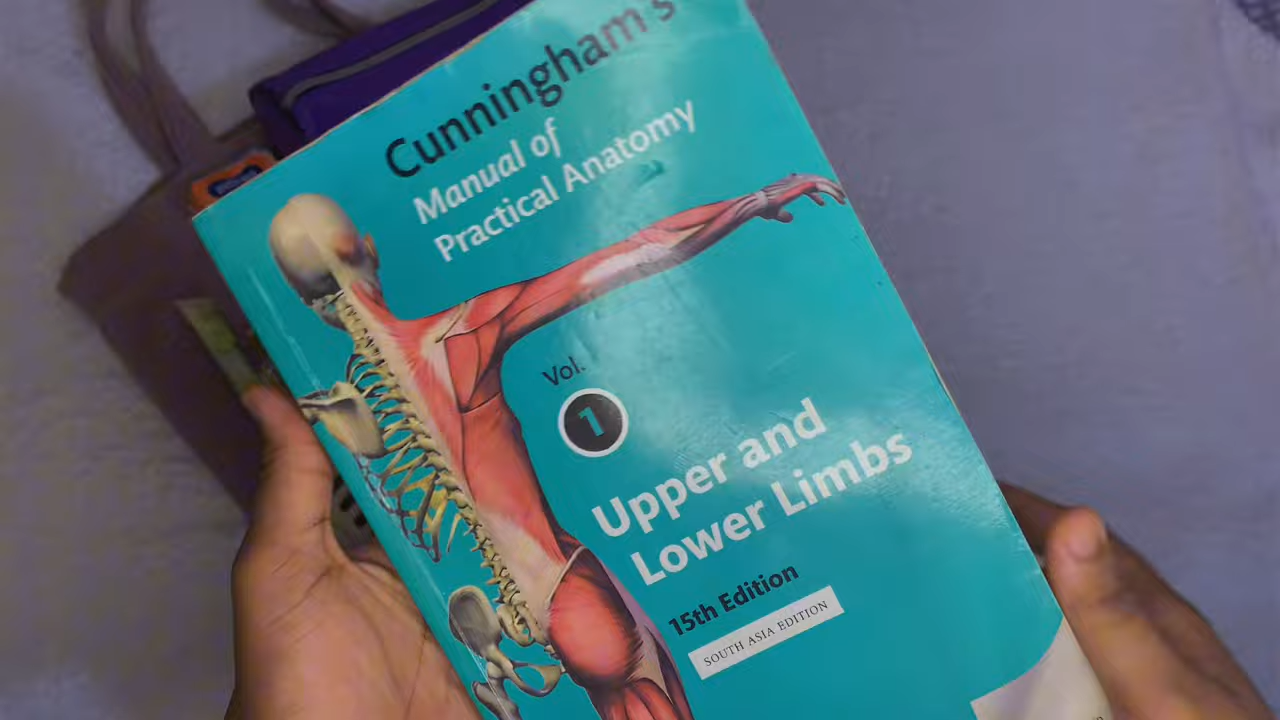 Cunningham's
Manual of
Practical Anatomy
Vol.
1
Upper and
Lower Limbs
15th Edition
SOUTH ASIA EDITION